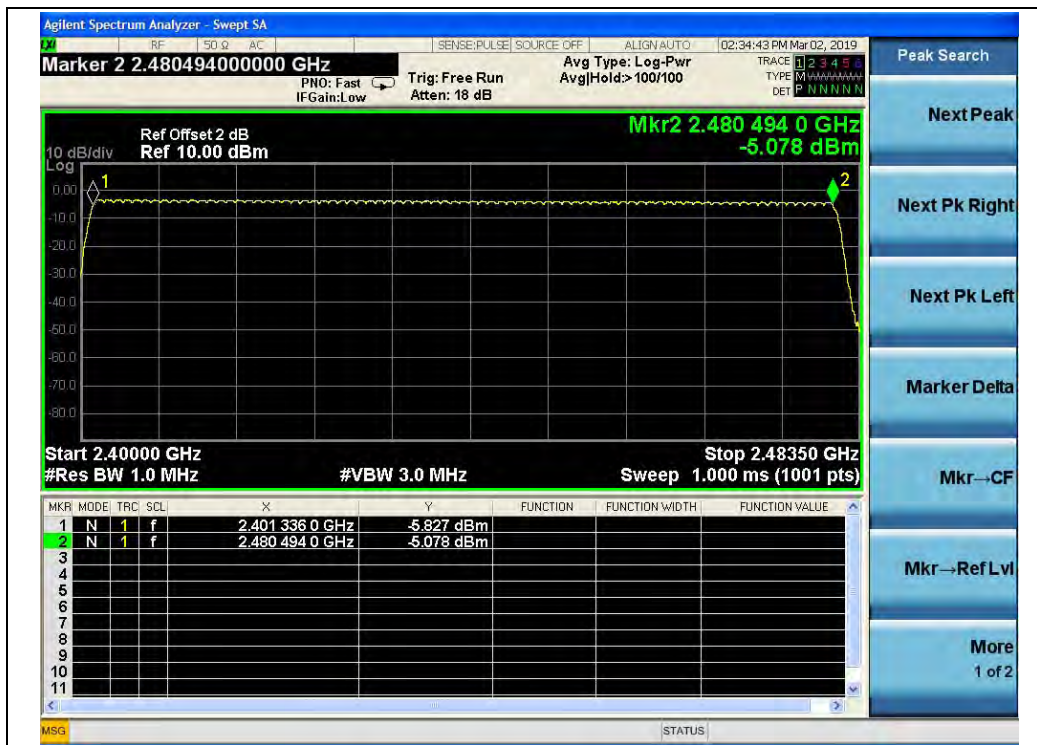 Agilent Spectrum Analyzer - Swept SA
LXI RF 50 Ω AC SENSE:PULSE SOURCE OFF ALIGN AUTO 02:34:43 PM Mar 02, 2019
Marker 2 2.480494000000 GHz
PNO: Fast
IFGain:Low
Trig: Free Run
Atten: 18 dB
Avg Type: Log-Pwr
Avg|Hold:>100/100
TRACE 1 2 3 4 5 6
TYPE M WWWWW
DET P N N N N N
Mkr2 2.480 494 0 GHz
-5.078 dBm
Ref Offset 2 dB
10 dB/div Ref 10.00 dBm
Log
0.00
-10.0
-20.0
-30.0
-40.0
-50.0
-60.0
-70.0
-80.0
1
2
Start 2.40000 GHz Stop 2.48350 GHz
#Res BW 1.0 MHz #VBW 3.0 MHz Sweep 1.000 ms (1001 pts)
MKR MODE TRC SCL X Y FUNCTION FUNCTION WIDTH FUNCTION VALUE
1 N 1 f 2.401 336 0 GHz -5.827 dBm
2 N 1 f 2.480 494 0 GHz -5.078 dBm
3
4
5
6
7
8
9
10
11
MSG STATUS
Peak Search
Next Peak
Next Pk Right
Next Pk Left
Marker Delta
Mkr→CF
Mkr→Ref Lvl
More
1 of 2